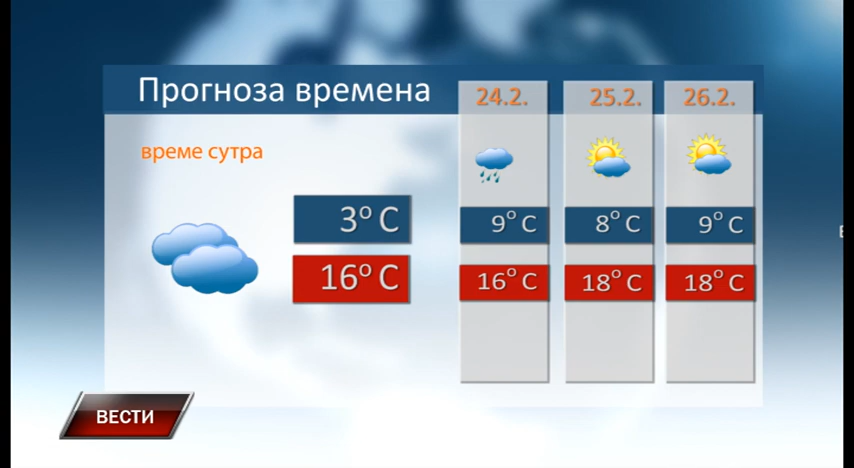 Прогноза времена
време сутра
3° C
16° C
24.2.
9° C
16° C
25.2.
8° C
18° C
26.2.
9° C
18° C
ВЕСТИ